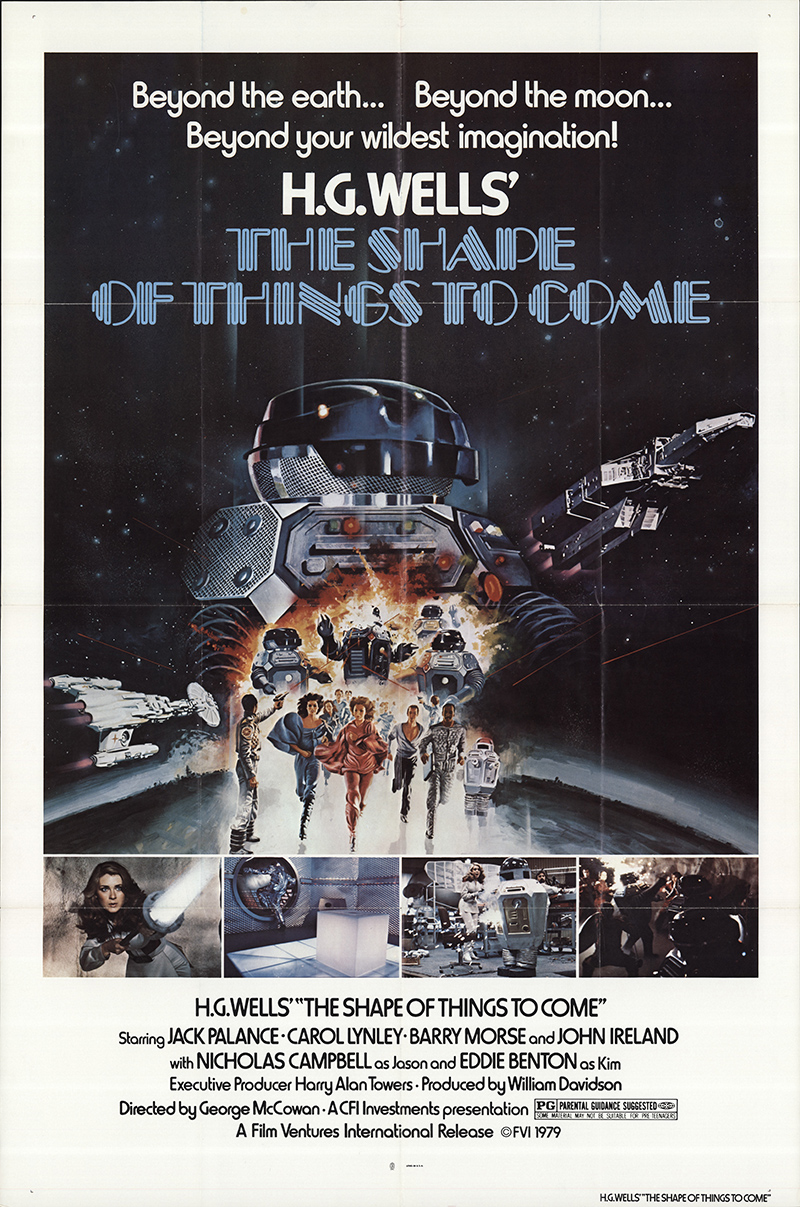 Beyond the earth... Beyond the moon...
Beyond your wildest imagination!
H.G.WELLS'
THE SHAPE
OF THINGS TO COME
H.G.WELLS' "THE SHAPE OF THINGS TO COME"
Starring JACK PALANCE · CAROL LYNLEY · BARRY MORSE and JOHN IRELAND
with NICHOLAS CAMPBELL as Jason and EDDIE BENTON as Kim
Executive Producer Harry Alan Towers · Produced by William Davidson
Directed by George McCowan · A CFI Investments presentation PG PARENTAL GUIDANCE SUGGESTED
SOME MATERIAL MAY NOT BE SUITABLE FOR PRE-TEENAGERS
A Film Ventures International Release ©FVI 1979
H.G.WELLS' "THE SHAPE OF THINGS TO COME"